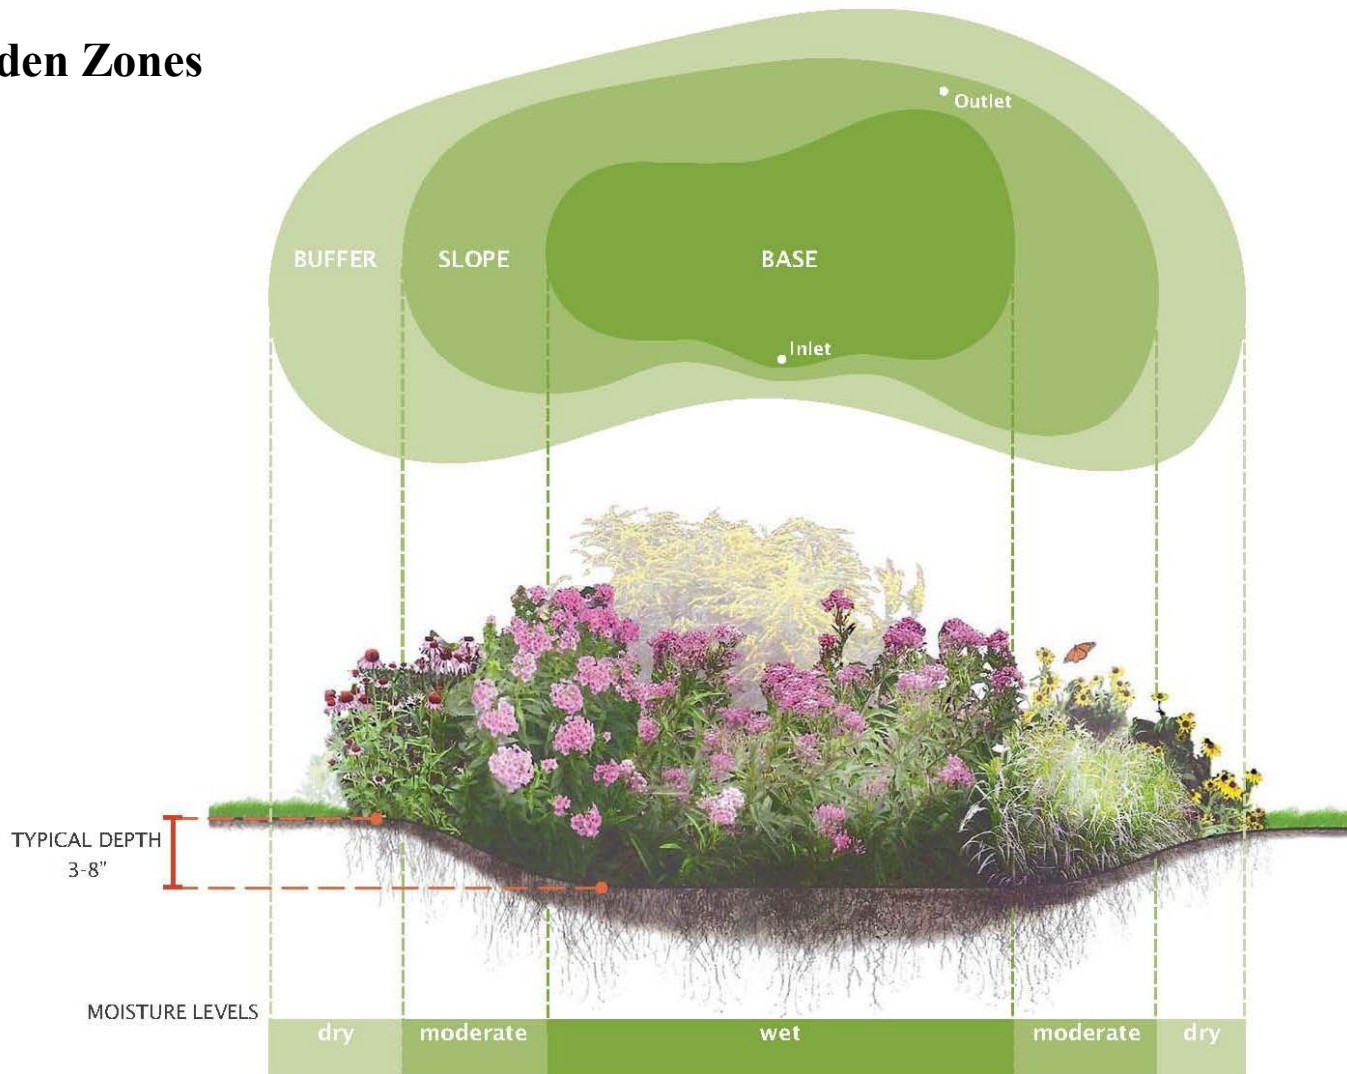 den Zones
Outlet
BUFFER
SLOPE
BASE
Inlet
TYPICAL DEPTH
3-8"
MOISTURE LEVELS
dry
moderate
wet
moderate
dry